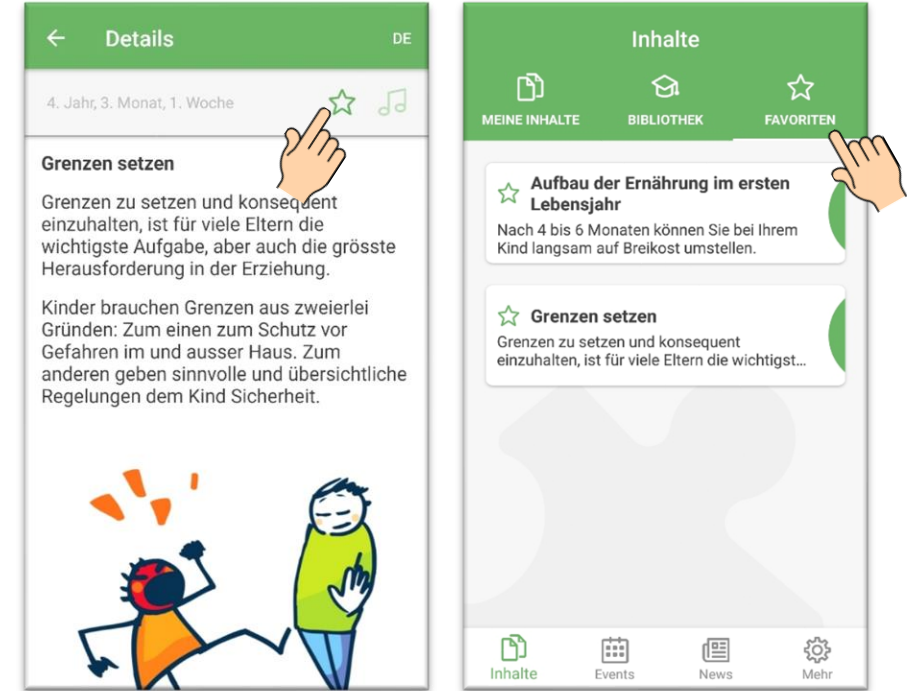 Details
DE
4. Jahr, 3. Monat, 1. Woche
Grenzen setzen
Grenzen zu setzen und konsequent
einzuhalten, ist für viele Eltern die
wichtigste Aufgabe, aber auch die grösste
Herausforderung in der Erziehung.
Kinder brauchen Grenzen aus zweierlei
Gründen: Zum einen zum Schutz vor
Gefahren im und ausser Haus. Zum
anderen geben sinnvolle und übersichtliche
Regelungen dem Kind Sicherheit.
Inhalte
MEINE INHALTE
BIBLIOTHEK
FAVORITEN
Aufbau der Ernährung im ersten
Lebensjahr
Nach 4 bis 6 Monaten können Sie bei Ihrem
Kind langsam auf Breikost umstellen.
Grenzen setzen
Grenzen zu setzen und konsequent
einzuhalten, ist für viele Eltern die wichtigst...
Inhalte
Events
News
Mehr